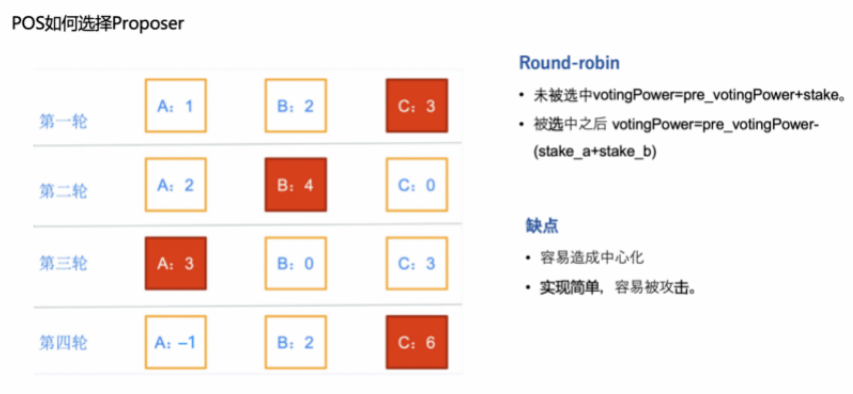 POS如何选择Proposer
第一轮 A：1 B：2 C：3
第二轮 A：2 B：4 C：0
第三轮 A：3 B：0 C：3
第四轮 A：–1 B：2 C：6
Round-robin
• 未被选中votingPower=pre_votingPower+stake。
• 被选中之后 votingPower=pre_votingPower-
(stake_a+stake_b)
缺点
• 容易造成中心化
• 实现简单，容易被攻击。